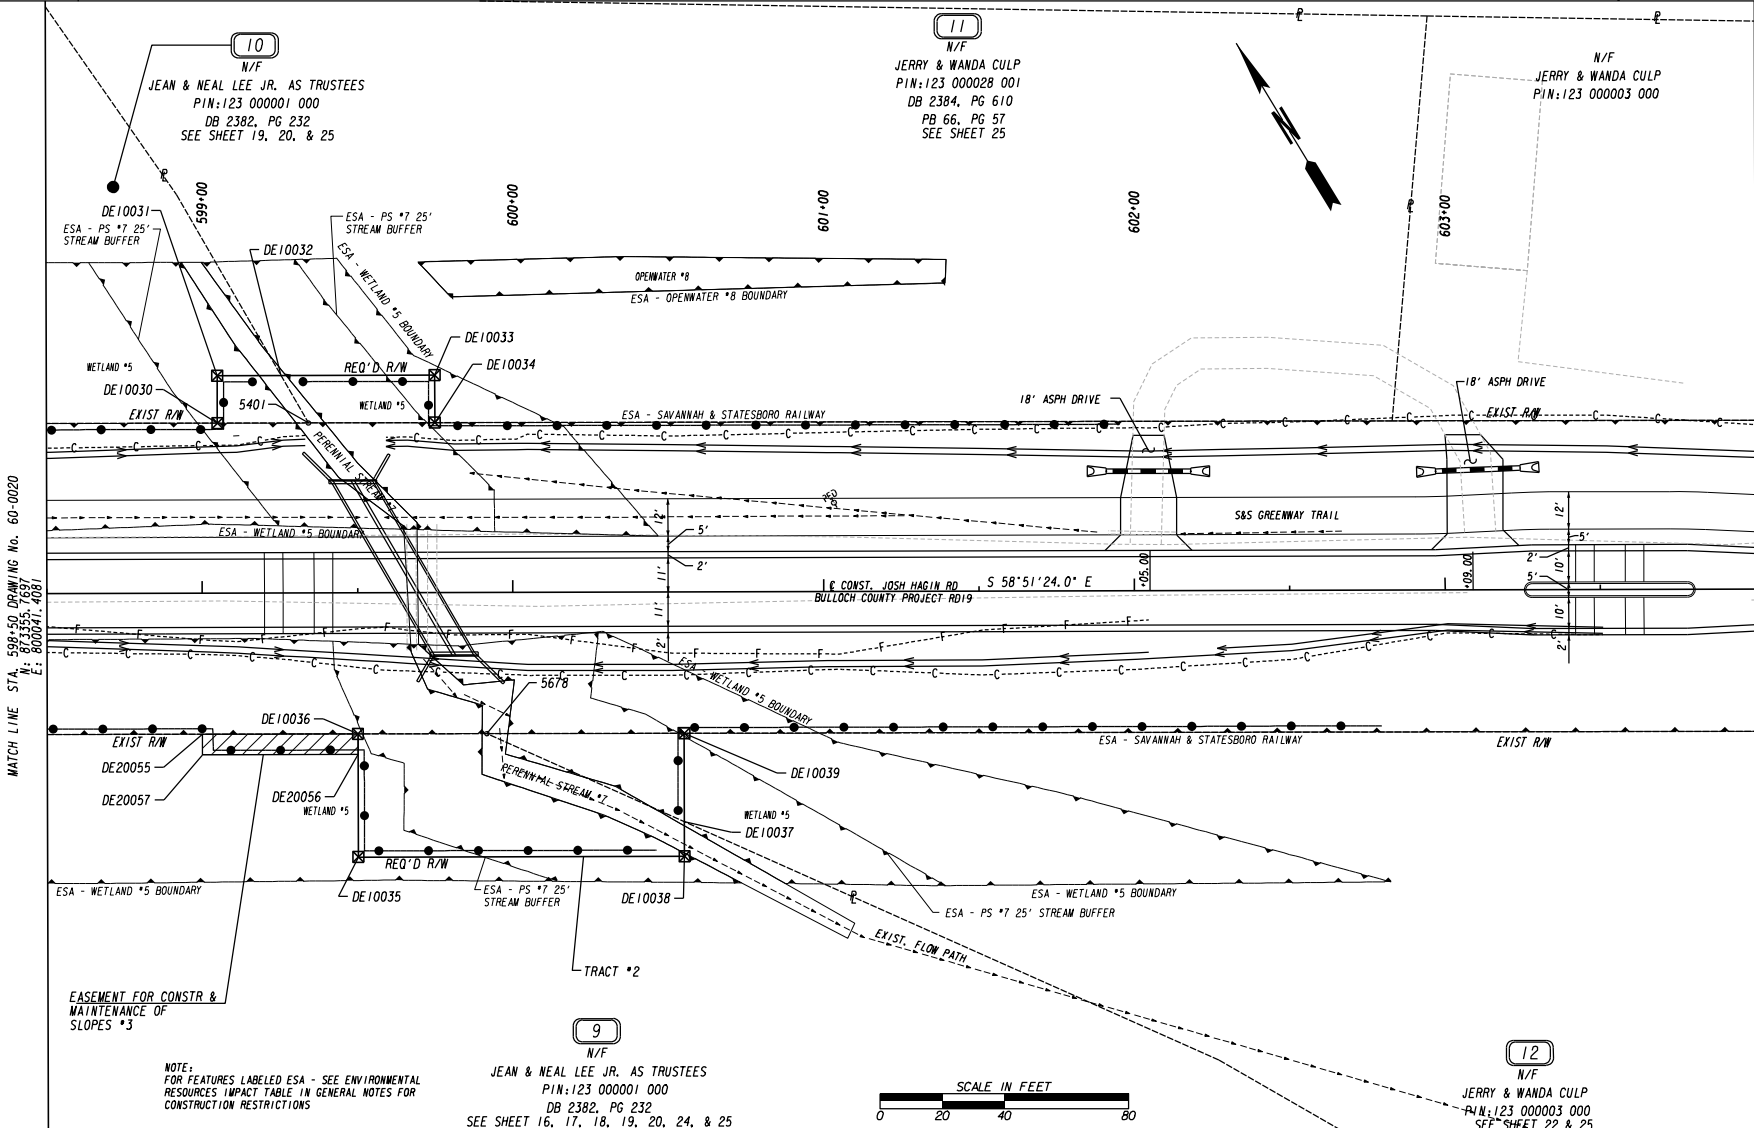 10
N/F
JEAN & NEAL LEE JR. AS TRUSTEES
PIN:123 000001 000
DB 2382, PG 232
SEE SHEET 19, 20, & 25
11
N/F
JERRY & WANDA CULP
PIN:123 000028 001
DB 2384, PG 610
PB 66, PG 57
SEE SHEET 25
N/F
JERRY & WANDA CULP
PIN:123 000003 000
N
599+00
600+00
601+00
602+00
603+00
DE10031
ESA - PS #7 25'
STREAM BUFFER
DE10032
ESA - PS #7 25'
STREAM BUFFER
ESA - WETLAND #5 BOUNDARY
OPENWATER #8
ESA - OPENWATER #8 BOUNDARY
DE10033
DE10034
WETLAND #5
DE10030
REQ'D R/W
WETLAND #5
EXIST R/W
5401
ESA - SAVANNAH & STATESBORO RAILWAY
18' ASPH DRIVE
18' ASPH DRIVE
EXIST R/W
PERENNIAL STREAM #7
S&S GREENWAY TRAIL
ESA - WETLAND #5 BOUNDARY
12'
5'
2'
11'
11'
2'
12'
5'
2'
10'
5'
10'
2'
+05.00
+09.00
℄ CONST. JOSH HAGIN RD
S 58°51'24.0" E
BULLOCH COUNTY PROJECT RD19
MATCH LINE STA. 598+50 DRAWING No. 60-0020
N: 873355.7697
E: 800041.4081
ESA - WETLAND #5 BOUNDARY
5678
DE10036
EXIST R/W
DE20055
DE20057
DE20056
WETLAND #5
PERENNIAL STREAM #7
DE10039
WETLAND #5
DE10037
ESA - SAVANNAH & STATESBORO RAILWAY
EXIST R/W
REQ'D R/W
ESA - WETLAND #5 BOUNDARY
DE10035
ESA - PS #7 25'
STREAM BUFFER
DE10038
ESA - WETLAND #5 BOUNDARY
ESA - PS #7 25' STREAM BUFFER
EXIST. FLOW PATH
TRACT #2
EASEMENT FOR CONSTR &
MAINTENANCE OF
SLOPES #3
NOTE:
FOR FEATURES LABELED ESA - SEE ENVIRONMENTAL
RESOURCES IMPACT TABLE IN GENERAL NOTES FOR
CONSTRUCTION RESTRICTIONS
9
N/F
JEAN & NEAL LEE JR. AS TRUSTEES
PIN:123 000001 000
DB 2382, PG 232
SEE SHEET 16, 17, 18, 19, 20, 24, & 25
SCALE IN FEET
0 20 40 80
12
N/F
JERRY & WANDA CULP
PIN:123 000003 000
SEE SHEET 22 & 25